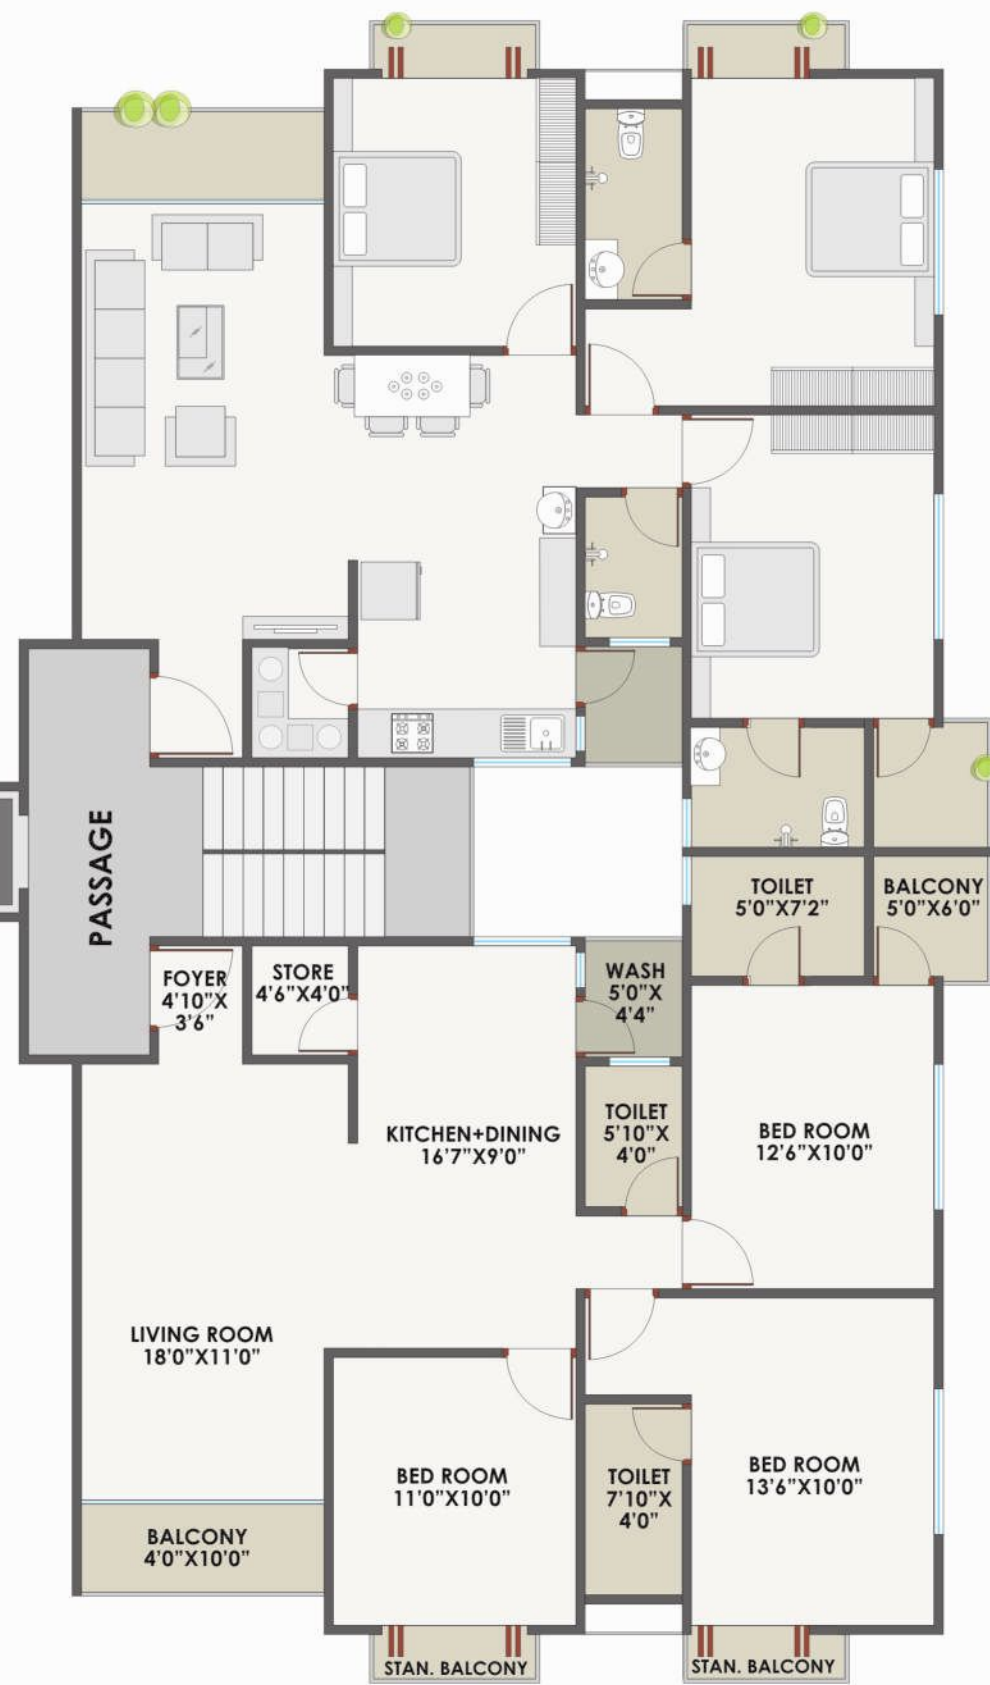 PASSAGE
TOILET
5'0"X7'2"
BALCONY
5'0"X6'0"
FOYER
4'10"X
3'6"
STORE
4'6"X4'0"
WASH
5'0"X
4'4"
TOILET
5'10"X
4'0"
KITCHEN+DINING
16'7"X9'0"
BED ROOM
12'6"X10'0"
LIVING ROOM
18'0"X11'0"
BED ROOM
11'0"X10'0"
TOILET
7'10"X
4'0"
BED ROOM
13'6"X10'0"
BALCONY
4'0"X10'0"
STAN. BALCONY
STAN. BALCONY